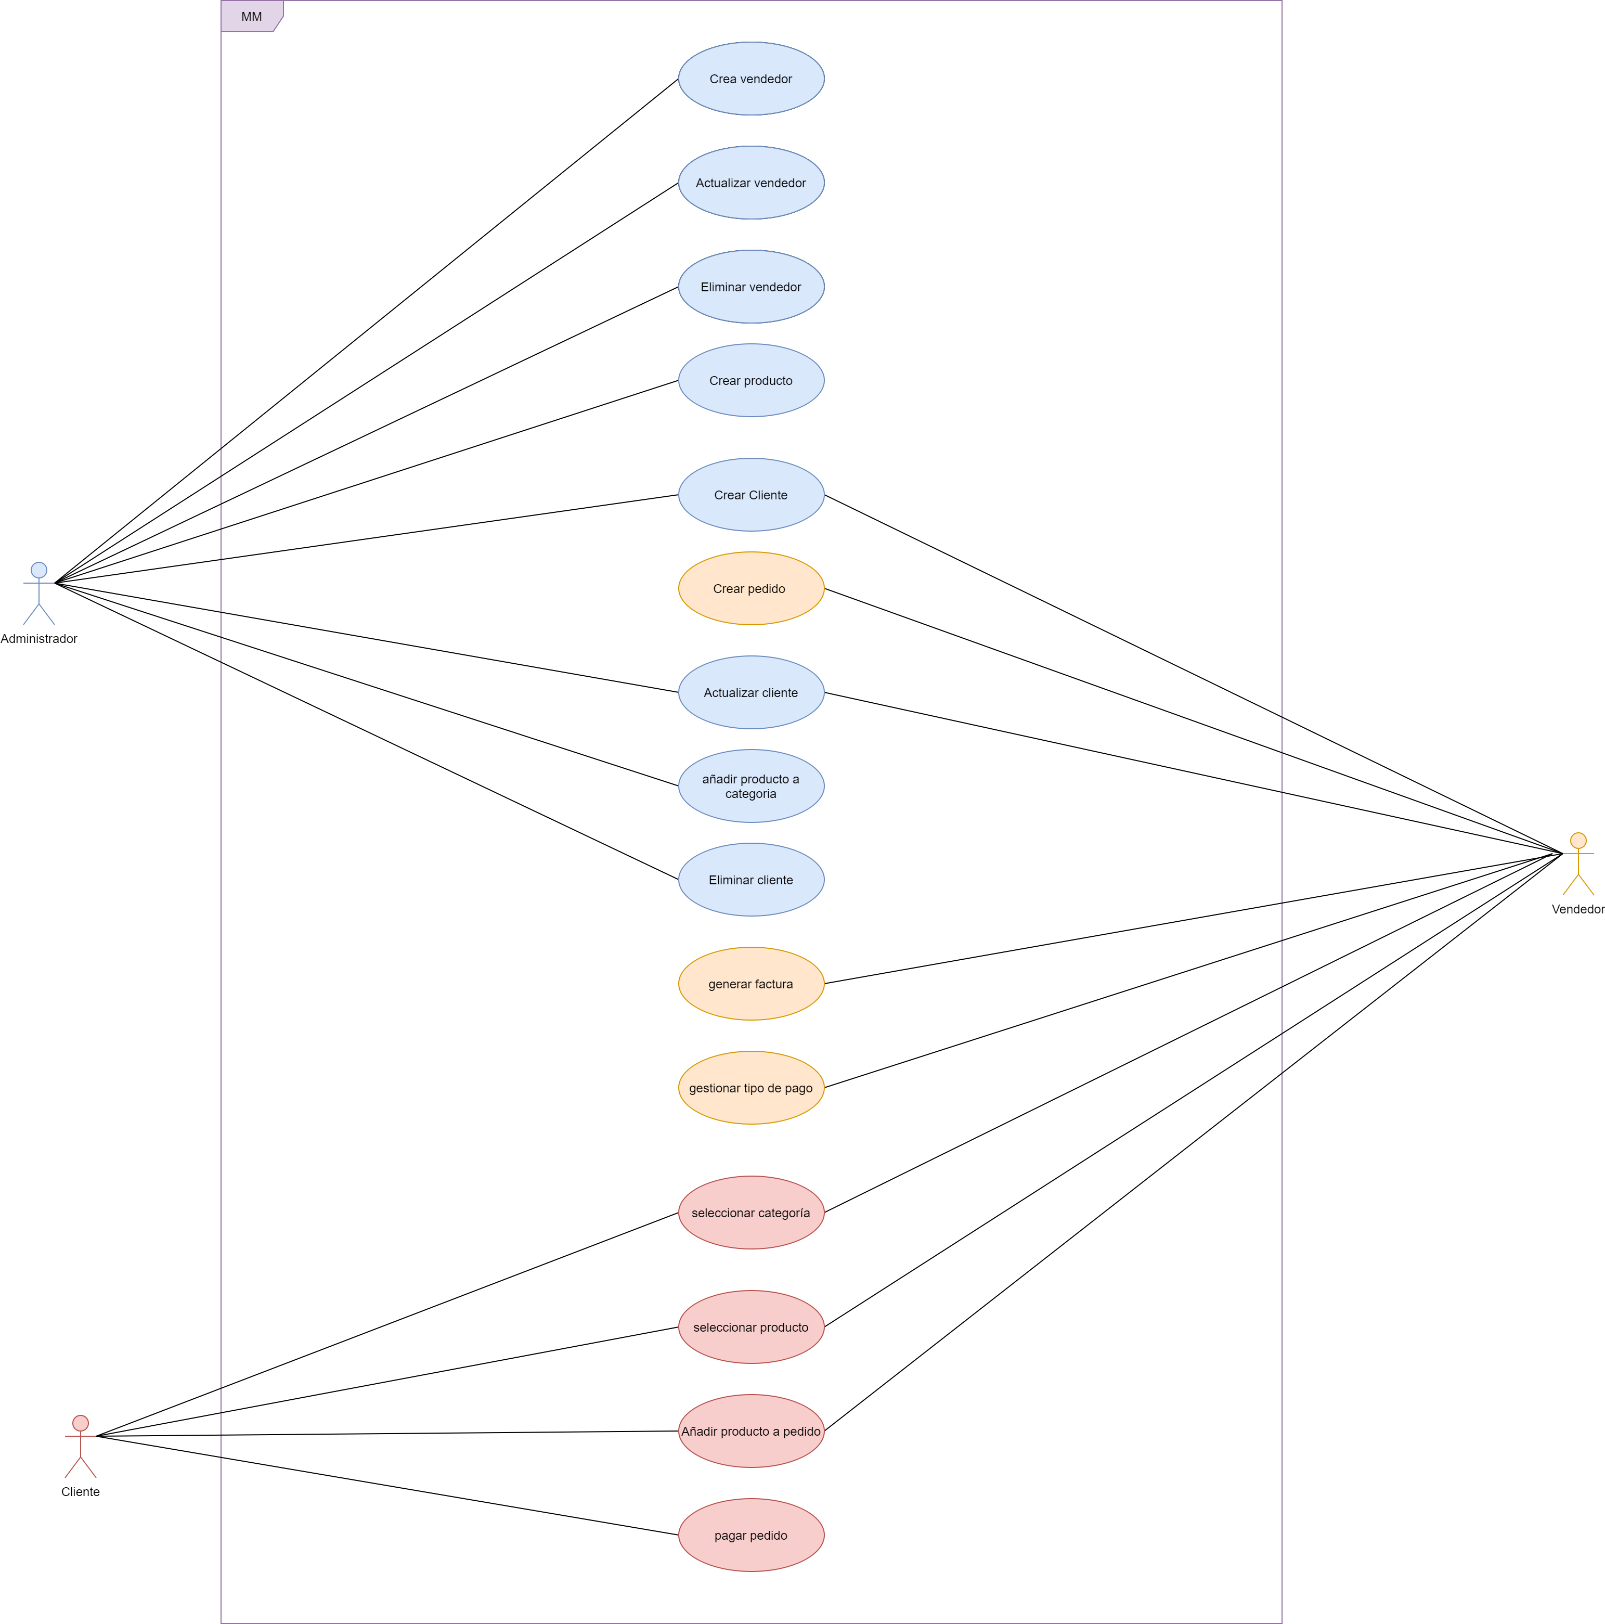 MM
Crea vendedor
Actualizar vendedor
Eliminar vendedor
Crear producto
Crear Cliente
Crear pedido
Administrador
Actualizar cliente
añadir producto a
categoria
Eliminar cliente
Vendedor
generar factura
gestionar tipo de pago
seleccionar categoría
seleccionar producto
Añadir producto a pedido
Cliente
pagar pedido